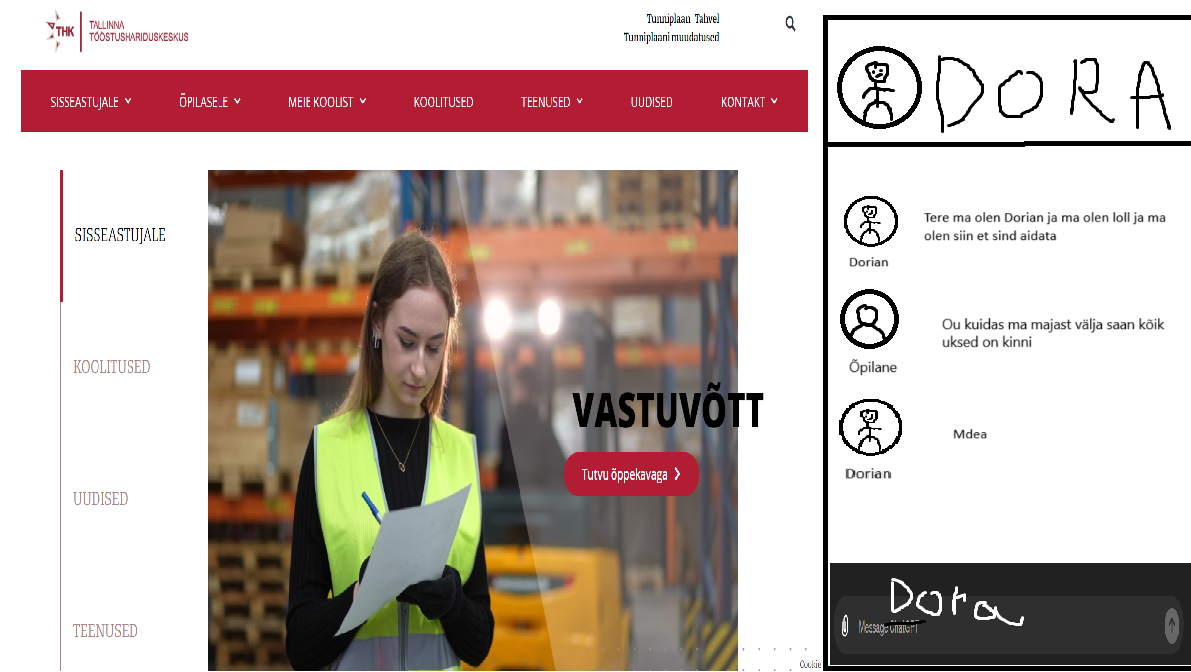 THK
TALLINNA
TÖÖSTUSHARIDUSKESKUS
Tunniplaan Tahvel
Tunniplaani muudatused
SISSEASTUJALE ÕPILASELE MEIE KOOLIST KOOLITUSED TEENUSED UUDISED KONTAKT
SISSEASTUJALE
KOOLITUSED
UUDISED
TEENUSED
VASTUVÕTT
Tutvu õppekavaga
Cookie
DORA
Tere ma olen Dorian ja ma olen loll ja ma
olen siin et sind aidata
Dorian
Ou kuidas ma majast välja saan kõik
uksed on kinni
Õpilane
Mdea
Dorian
Dora
Message ChatGPT